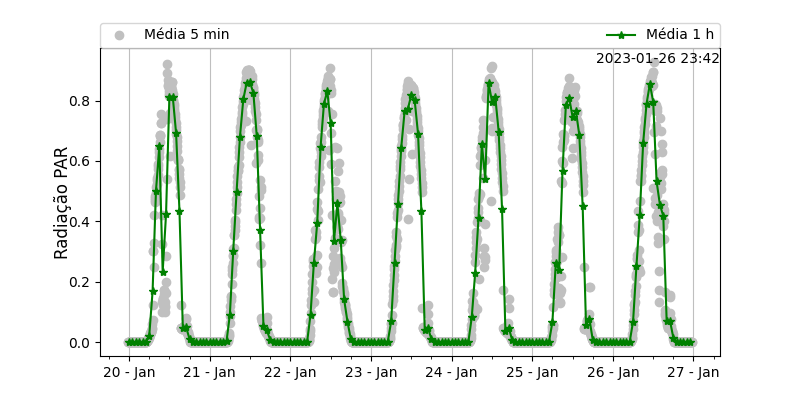 Média 5 min
Média 1 h
2023-01-26 23:42
Radiação PAR
0.8
0.6
0.4
0.2
0.0
20 - Jan
21 - Jan
22 - Jan
23 - Jan
24 - Jan
25 - Jan
26 - Jan
27 - Jan